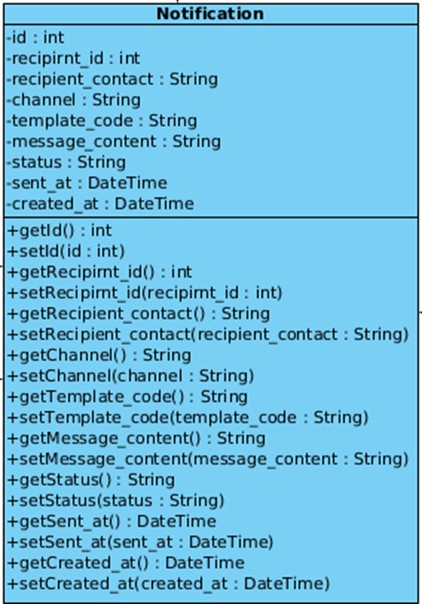 Notification
-id : int
-recipirnt_id : int
-recipient_contact : String
-channel : String
-template_code : String
-message_content : String
-status : String
-sent_at : DateTime
-created_at : DateTime
+getId() : int
+setId(id : int)
+getRecipirnt_id() : int
+setRecipirnt_id(recipirnt_id : int)
+getRecipient_contact() : String
+setRecipient_contact(recipient_contact : String)
+getChannel() : String
+setChannel(channel : String)
+getTemplate_code() : String
+setTemplate_code(template_code : String)
+getMessage_content() : String
+setMessage_content(message_content : String)
+getStatus() : String
+setStatus(status : String)
+getSent_at() : DateTime
+setSent_at(sent_at : DateTime)
+getCreated_at() : DateTime
+setCreated_at(created_at : DateTime)